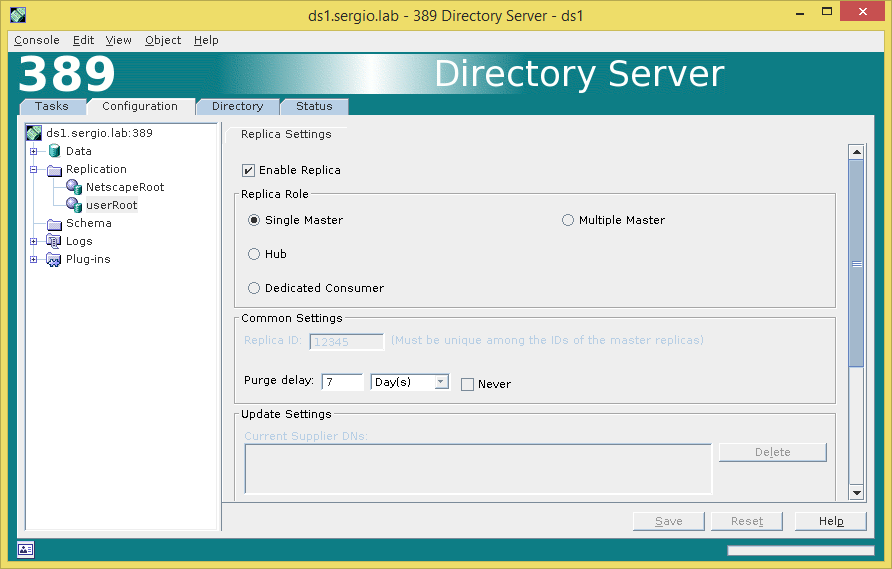 ds1.sergio.lab - 389 Directory Server - ds1
Console Edit View Object Help
389 Directory Server
Tasks Configuration Directory Status
ds1.sergio.lab:389
Data
Replication
NetscapeRoot
userRoot
Schema
Logs
Plug-ins
Replica Settings
Enable Replica
Replica Role
Single Master Multiple Master
Hub
Dedicated Consumer
Common Settings
Replica ID: 12345 (Must be unique among the IDs of the master replicas)
Purge delay: 7 Day(s) Never
Update Settings
Current Supplier DNs:
Delete
Save Reset Help